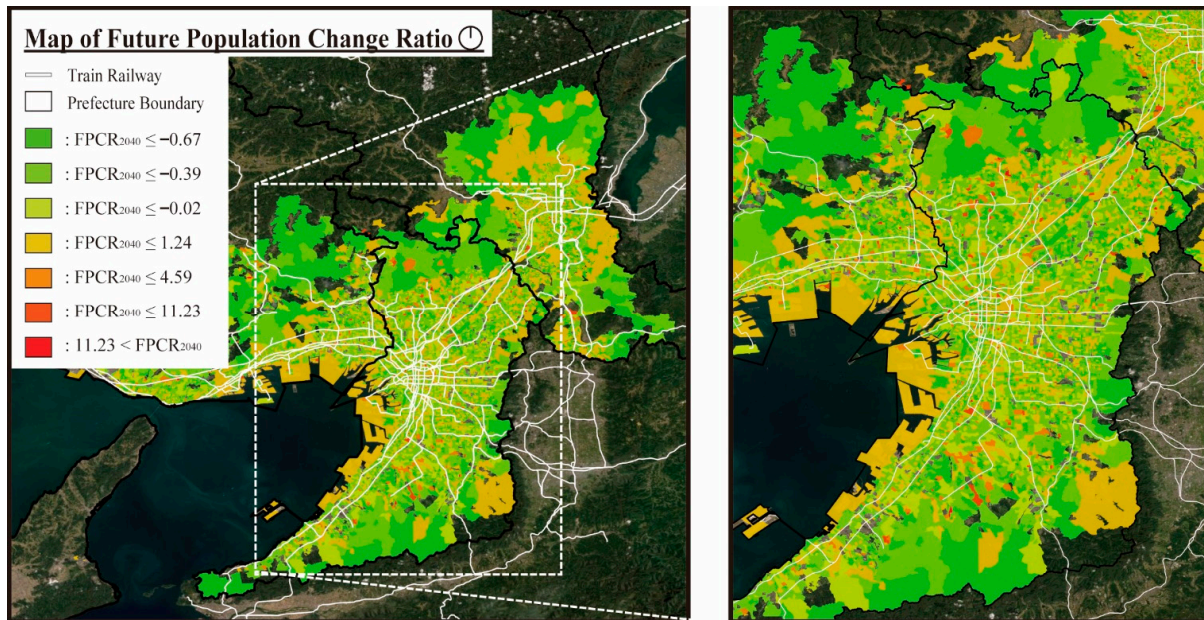 Map of Future Population Change Ratio
Train Railway
Prefecture Boundary
: FPCR2040 ≤ −0.67
: FPCR2040 ≤ −0.39
: FPCR2040 ≤ −0.02
: FPCR2040 ≤ 1.24
: FPCR2040 ≤ 4.59
: FPCR2040 ≤ 11.23
: 11.23 < FPCR2040